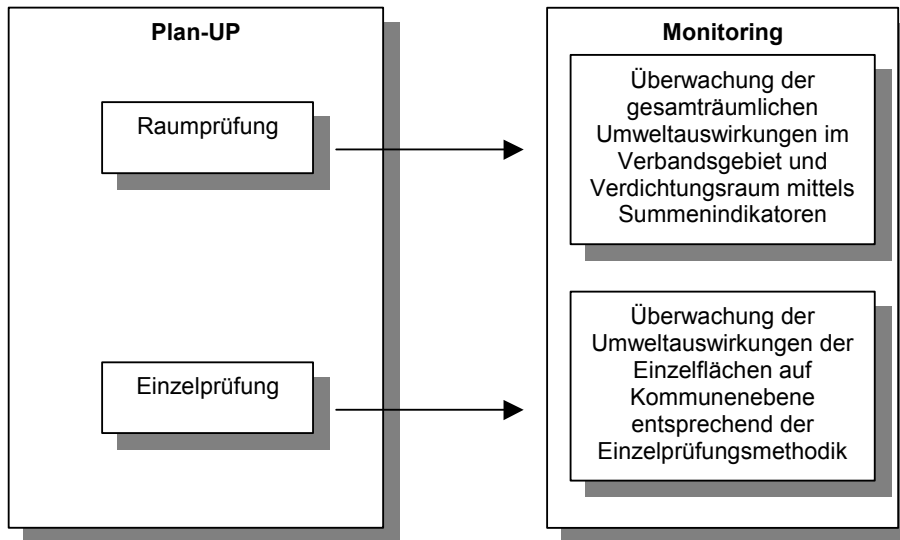 Plan-UP
Raumprüfung
Einzelprüfung
Monitoring
Überwachung der
gesamträumlichen
Umweltauswirkungen im
Verbandsgebiet und
Verdichtungsraum mittels
Summenindikatoren
Überwachung der
Umweltauswirkungen der
Einzelflächen auf
Kommunenebene
entsprechend der
Einzelprüfungsmethodik